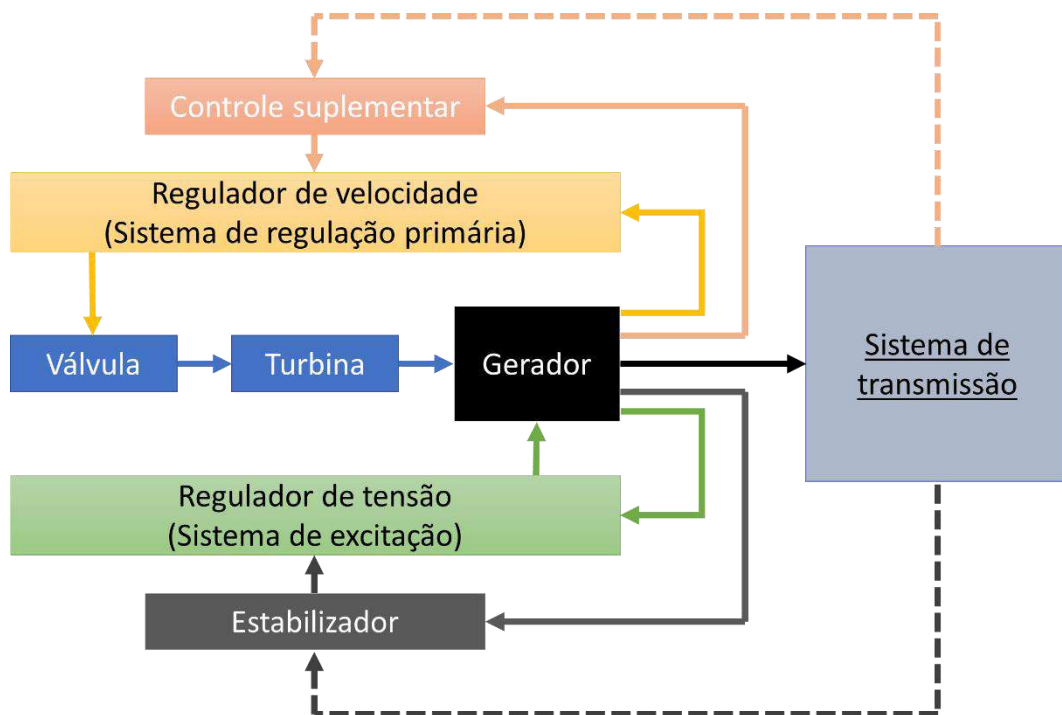 Controle suplementar
Regulador de velocidade
(Sistema de regulação primária)
Válvula
Turbina
Gerador
Sistema de
transmissão
Regulador de tensão
(Sistema de excitação)
Estabilizador